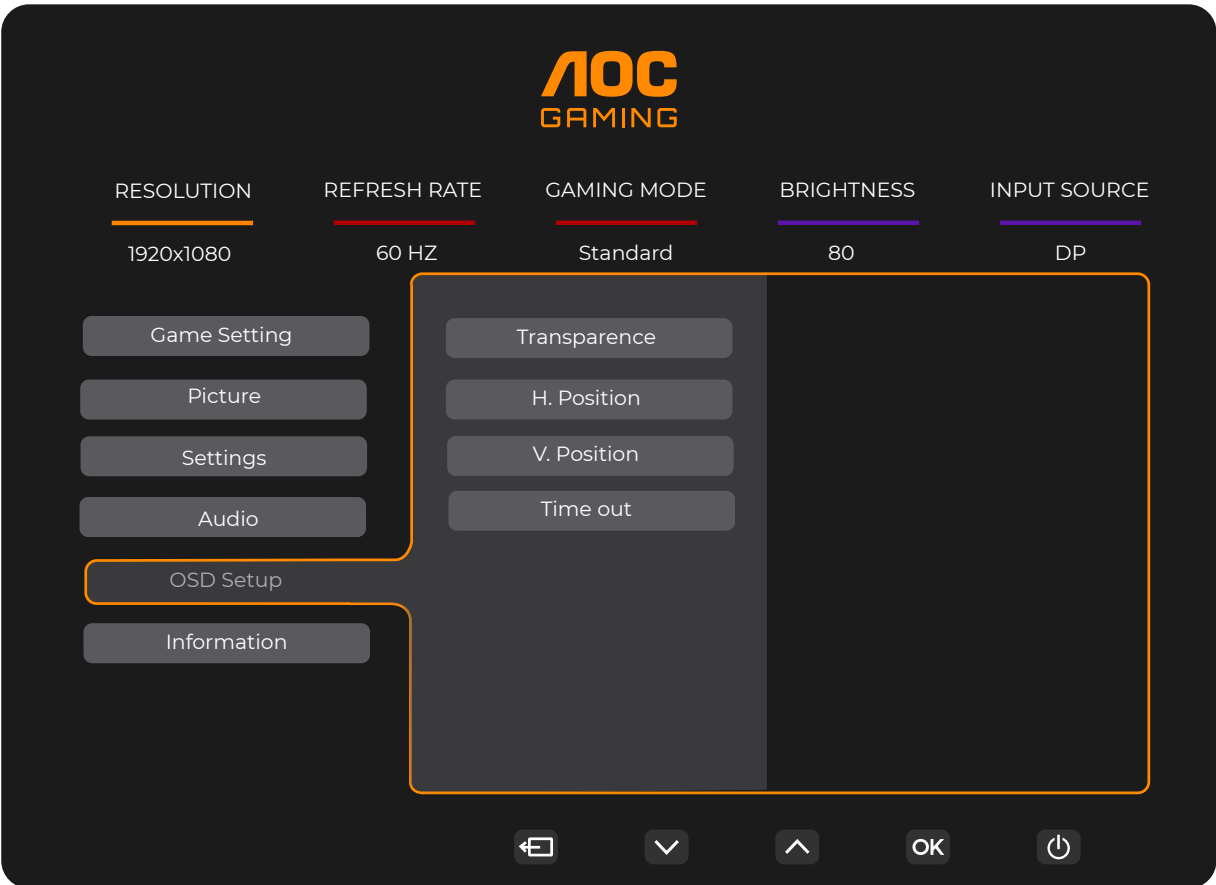 AOC
GAMING
RESOLUTION REFRESH RATE GAMING MODE BRIGHTNESS INPUT SOURCE
1920x1080 60 HZ Standard 80 DP
Game Setting
Picture
Settings
Audio
OSD Setup
Information
Transparence
H. Position
V. Position
Time out
OK